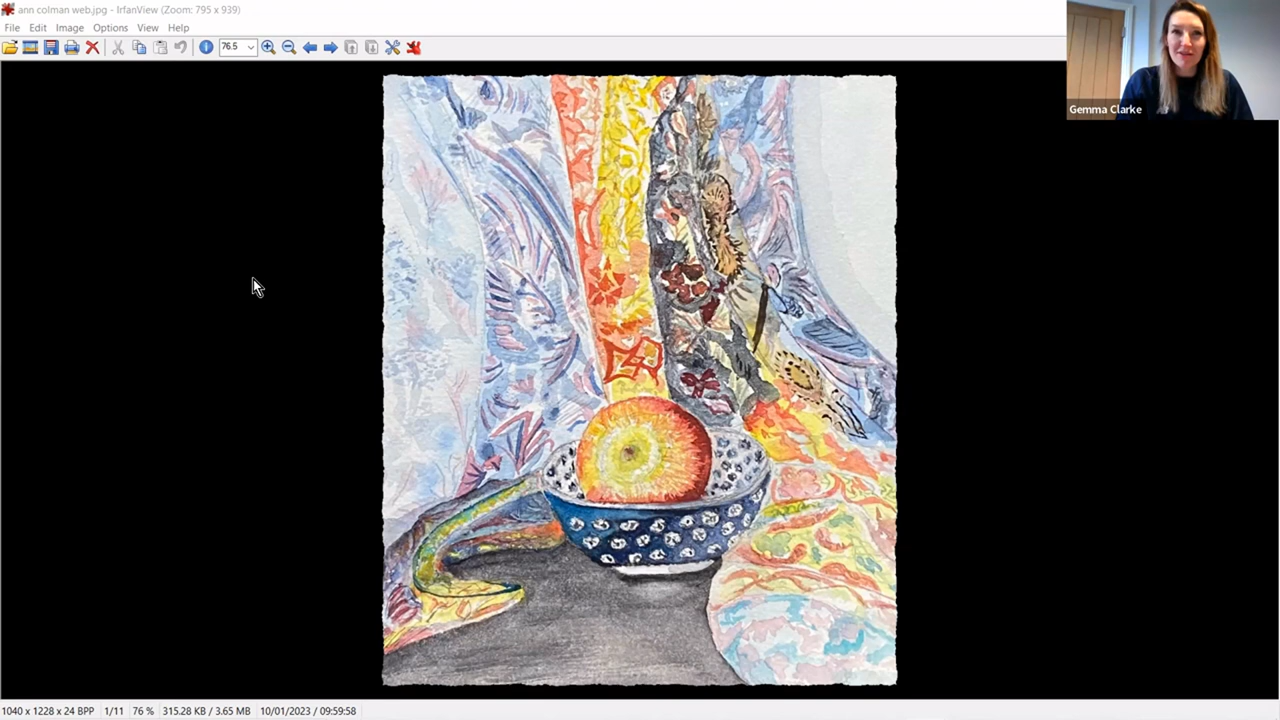 ann colman web.jpg - IrfanView (Zoom: 795 x 939)
File Edit Image Options View Help
76.5
Gemma Clarke
1040 x 1228 x 24 BPP 1/11 76 % 315.28 KB / 3.65 MB 10/01/2023 / 09:59:58